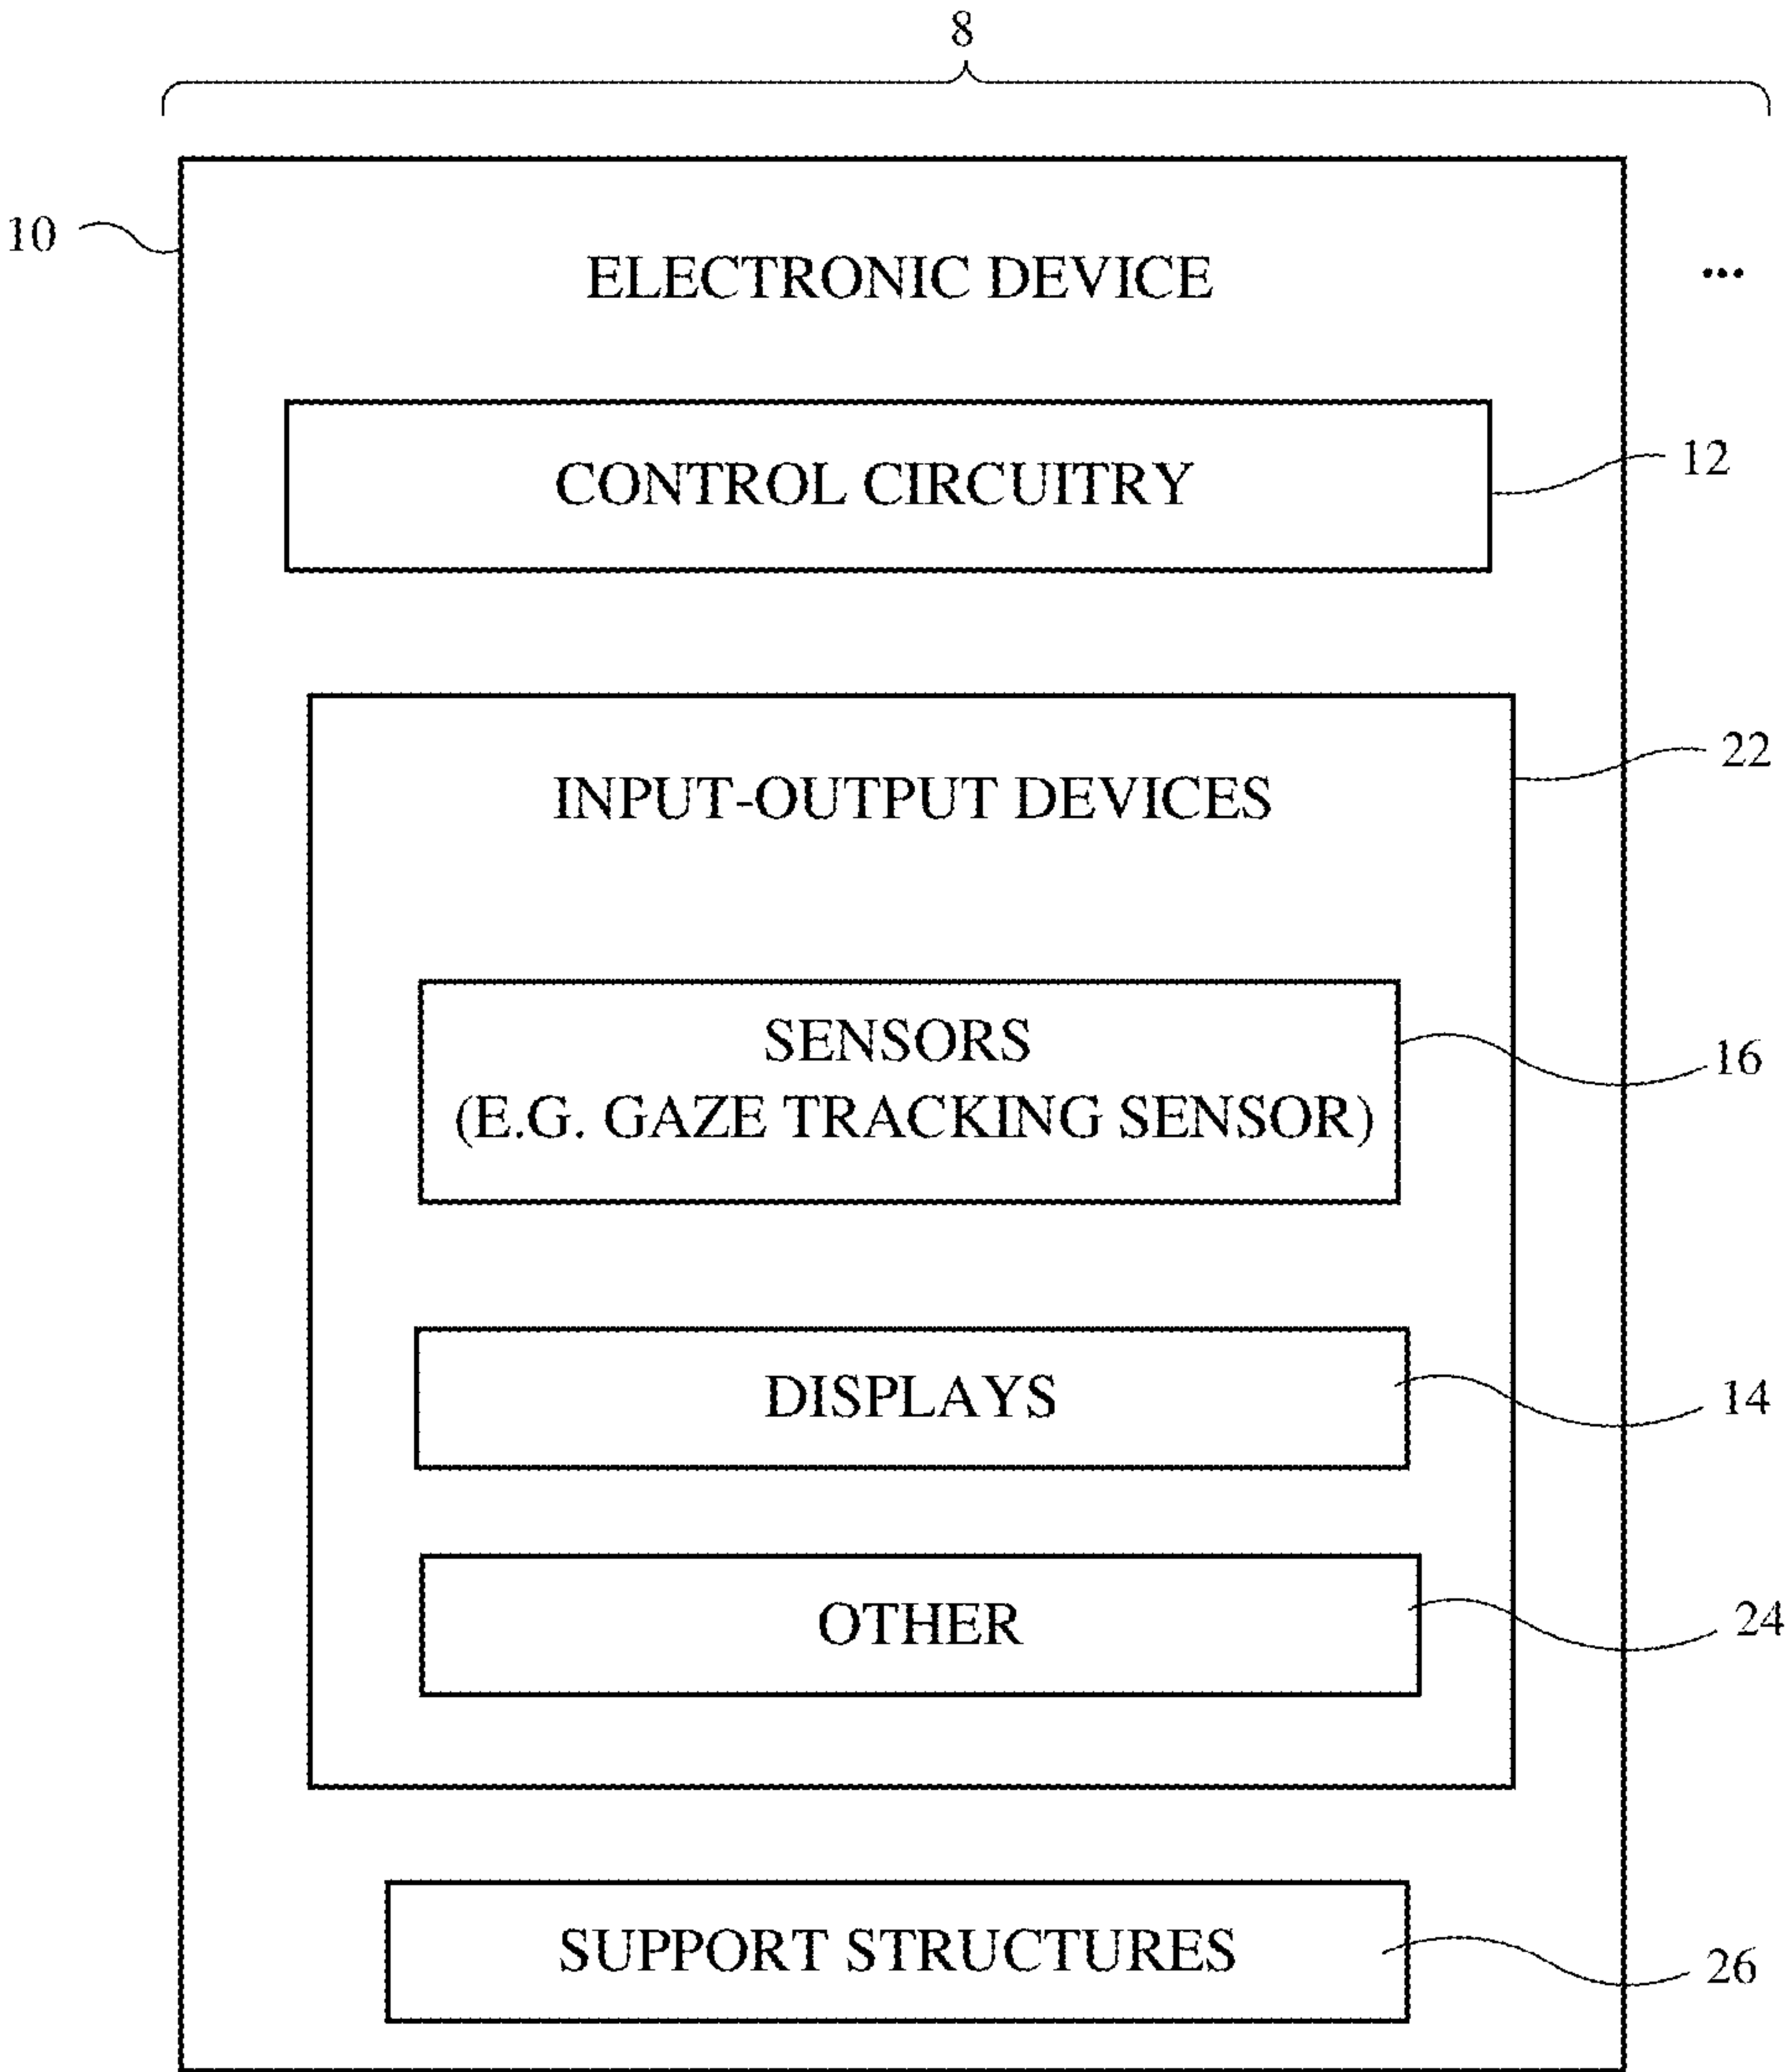 8
10
ELECTRONIC DEVICE
...
CONTROL CIRCUITRY
12
INPUT-OUTPUT DEVICES
22
SENSORS
(E.G. GAZE TRACKING SENSOR)
16
DISPLAYS
14
OTHER
24
SUPPORT STRUCTURES
26